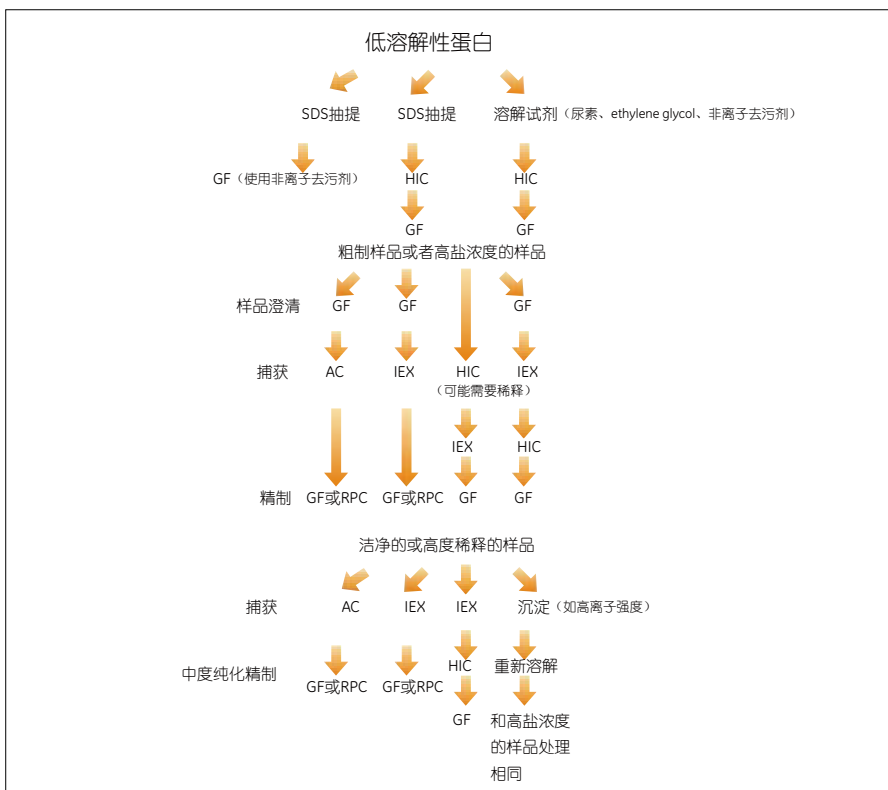 低溶解性蛋白
SDS抽提 SDS抽提 溶解试剂（尿素、ethylene glycol、非离子去污剂）
GF（使用非离子去污剂） HIC HIC
GF GF
粗制样品或者高盐浓度的样品
样品澄清 GF GF GF
捕获 AC IEX HIC IEX
（可能需要稀释）
IEX HIC
精制 GF或RPC GF或RPC GF GF
洁净的或高度稀释的样品
捕获 AC IEX IEX 沉淀（如高离子强度）
HIC 重新溶解
中度纯化精制 GF或RPC GF或RPC
GF 和高盐浓度
的样品处理
相同